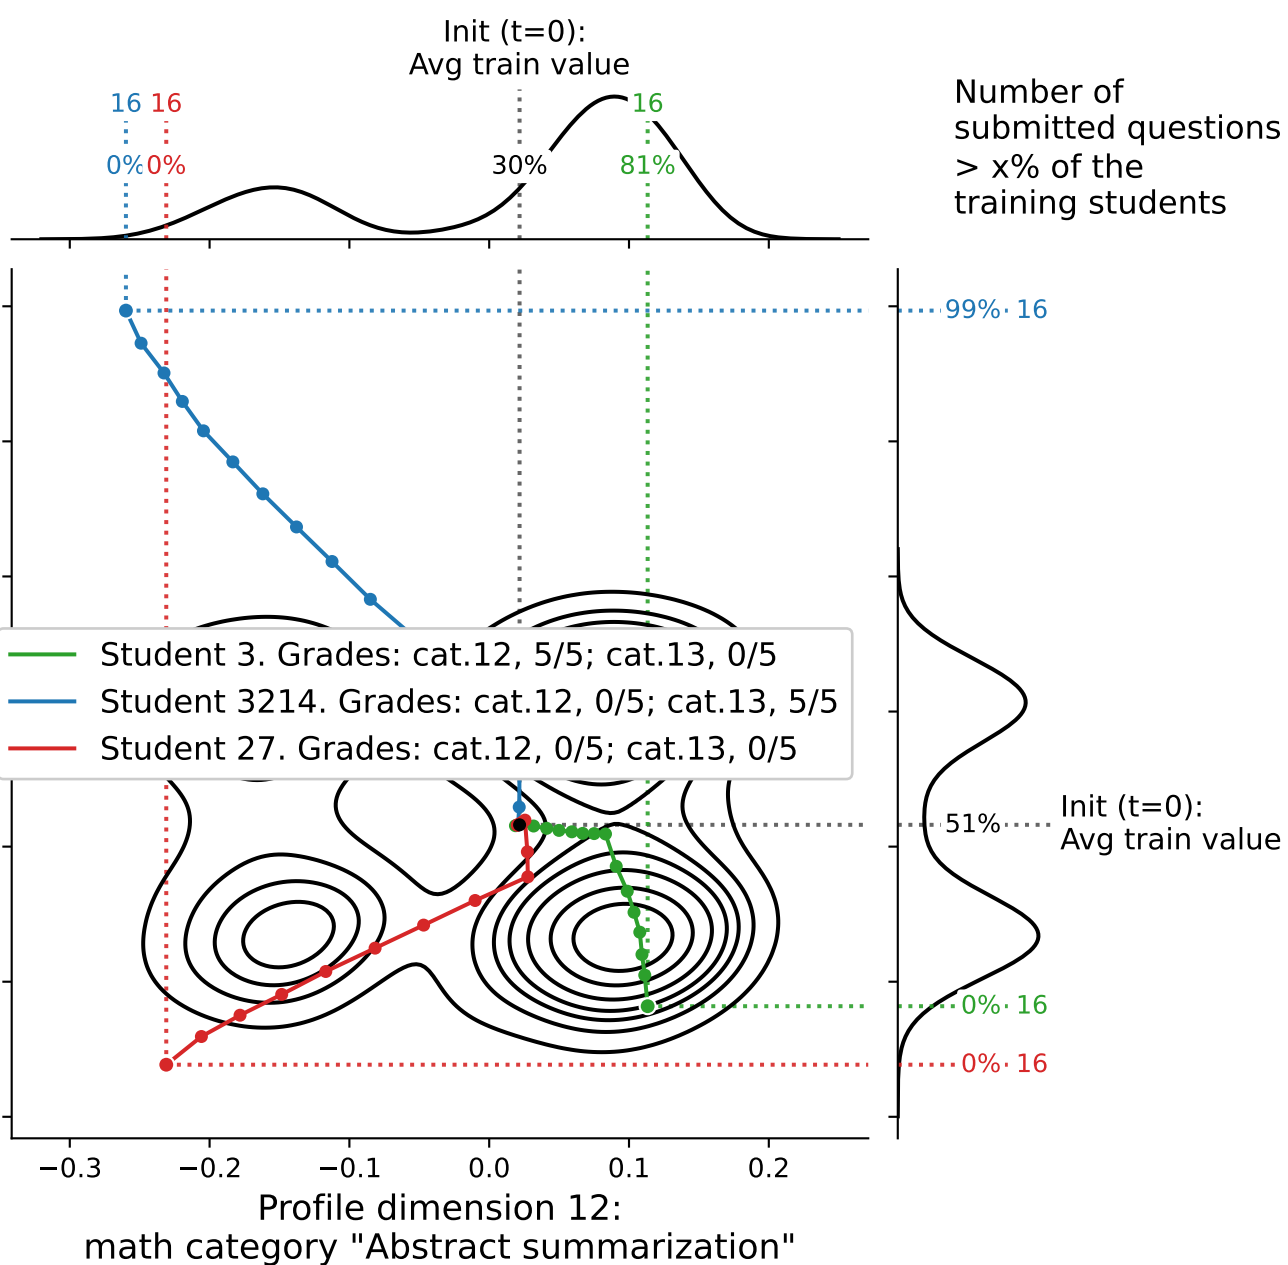 Init (t=0):
Avg train value
16 16 16
0% 0% 30% 81%
Number of
submitted questions
> x% of the
training students
99% 16
Student 3. Grades: cat.12, 5/5; cat.13, 0/5
Student 3214. Grades: cat.12, 0/5; cat.13, 5/5
Student 27. Grades: cat.12, 0/5; cat.13, 0/5
51%
Init (t=0):
Avg train value
0% 16
0% 16
−0.3 −0.2 −0.1 0.0 0.1 0.2
Profile dimension 12:
math category "Abstract summarization"